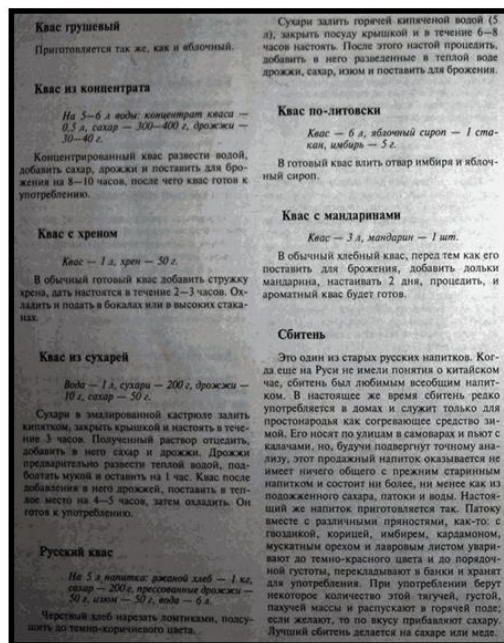 Квас грушевый
Приготовляется так же, как и яблочный.
Квас из концентрата
На 5—6 л воды: концентрат кваса —
0,5 л, сахар — 300—400 г, дрожжи —
30—40 г.
Концентрированный квас развести водой,
добавить сахар, дрожжи и поставить для бро-
жения на 8—10 часов, после чего квас готов к
употреблению.
Квас с хреном
Квас — 1 л, хрен — 50 г.
В обычный готовый квас добавить стружку
хрена, дать настоятся в течение 2—3 часов. Ох-
ладить и подать в бокалах или в высоких стака-
нах.
Квас из сухарей
Вода — 1 л, сухари — 200 г, дрожжи —
10 г, сахар — 50 г.
Сухари в эмалированной кастрюле залить
кипятком, закрыть крышкой и настоять в тече-
ние 3 часов. Полученный раствор отцедить,
добавить в него сахар и дрожжи. Дрожжи
предварительно развести теплой водой, под-
болтать мукой и оставить на 1 час. Квас после
добавления в него дрожжей, поставить в теп-
лое место на 4—5 часов, затем охладить. Он
готов к употреблению.
Русский квас
На 5 л напитка: ржаной хлеб — 1 кг,
сахар — 200 г, прессованные дрожжи —
50 г, изюм — 50 г, вода — 6 л.
Черствый хлеб нарезать ломтиками, подсу-
шить до темно-коричневого цвета.
Сухари залить горячей кипяченой водой (5
л), закрыть посуду крышкой и в течение 6—8
часов настоять. После этого настой процедить,
добавить в него разведенные в теплой воде
дрожжи, сахар, изюм и поставить для брожения.
Квас по-литовски
Квас — 6 л, яблочный сироп — 1 ста-
кан, имбирь — 5 г.
В готовый квас влить отвар имбиря и яблоч-
ный сироп.
Квас с мандаринами
Квас — 3 л, мандарин — 1 шт.
В обычный хлебный квас, перед тем как его
поставить для брожения, добавить дольки
мандарина, настаивать 2 дня, процедить, и
ароматный квас будет готов.
Сбитень
Это один из старых русских напитков. Ког-
да еще на Руси не имели понятия о китайском
чае, сбитень был любимым всеобщим напит-
ком. В настоящее же время сбитень редко
употребляется в домах и служит только для
простонародья как согревающее средство зи-
мой. Его носят по улицам в самоварах и пьют с
калачами, но, будучи подвергнут точному ана-
лизу, этот продажный напиток оказывается не
имеет ничего общего с прежним старинным
напитком и состоит ни более, ни менее как из
подожженного сахара, патоки и воды. Настоя-
щий же напиток приготовляется так. Патоку
вместе с различными пряностями, как-то: с
гвоздикой, корицей, имбирем, кардамоном,
мускатным орехом и лавровым листом увари-
вают до темно-красного цвета и до порядоч-
ной густоты, перекладывают в банки и хранят
для употребления. При употреблении берут
некоторое количество этой тягучей, густой,
пахучей массы и распускают в горячей воде;
если желают, то по вкусу прибавляют сахару.
Лучший сбитень делается на сахаре или меде.